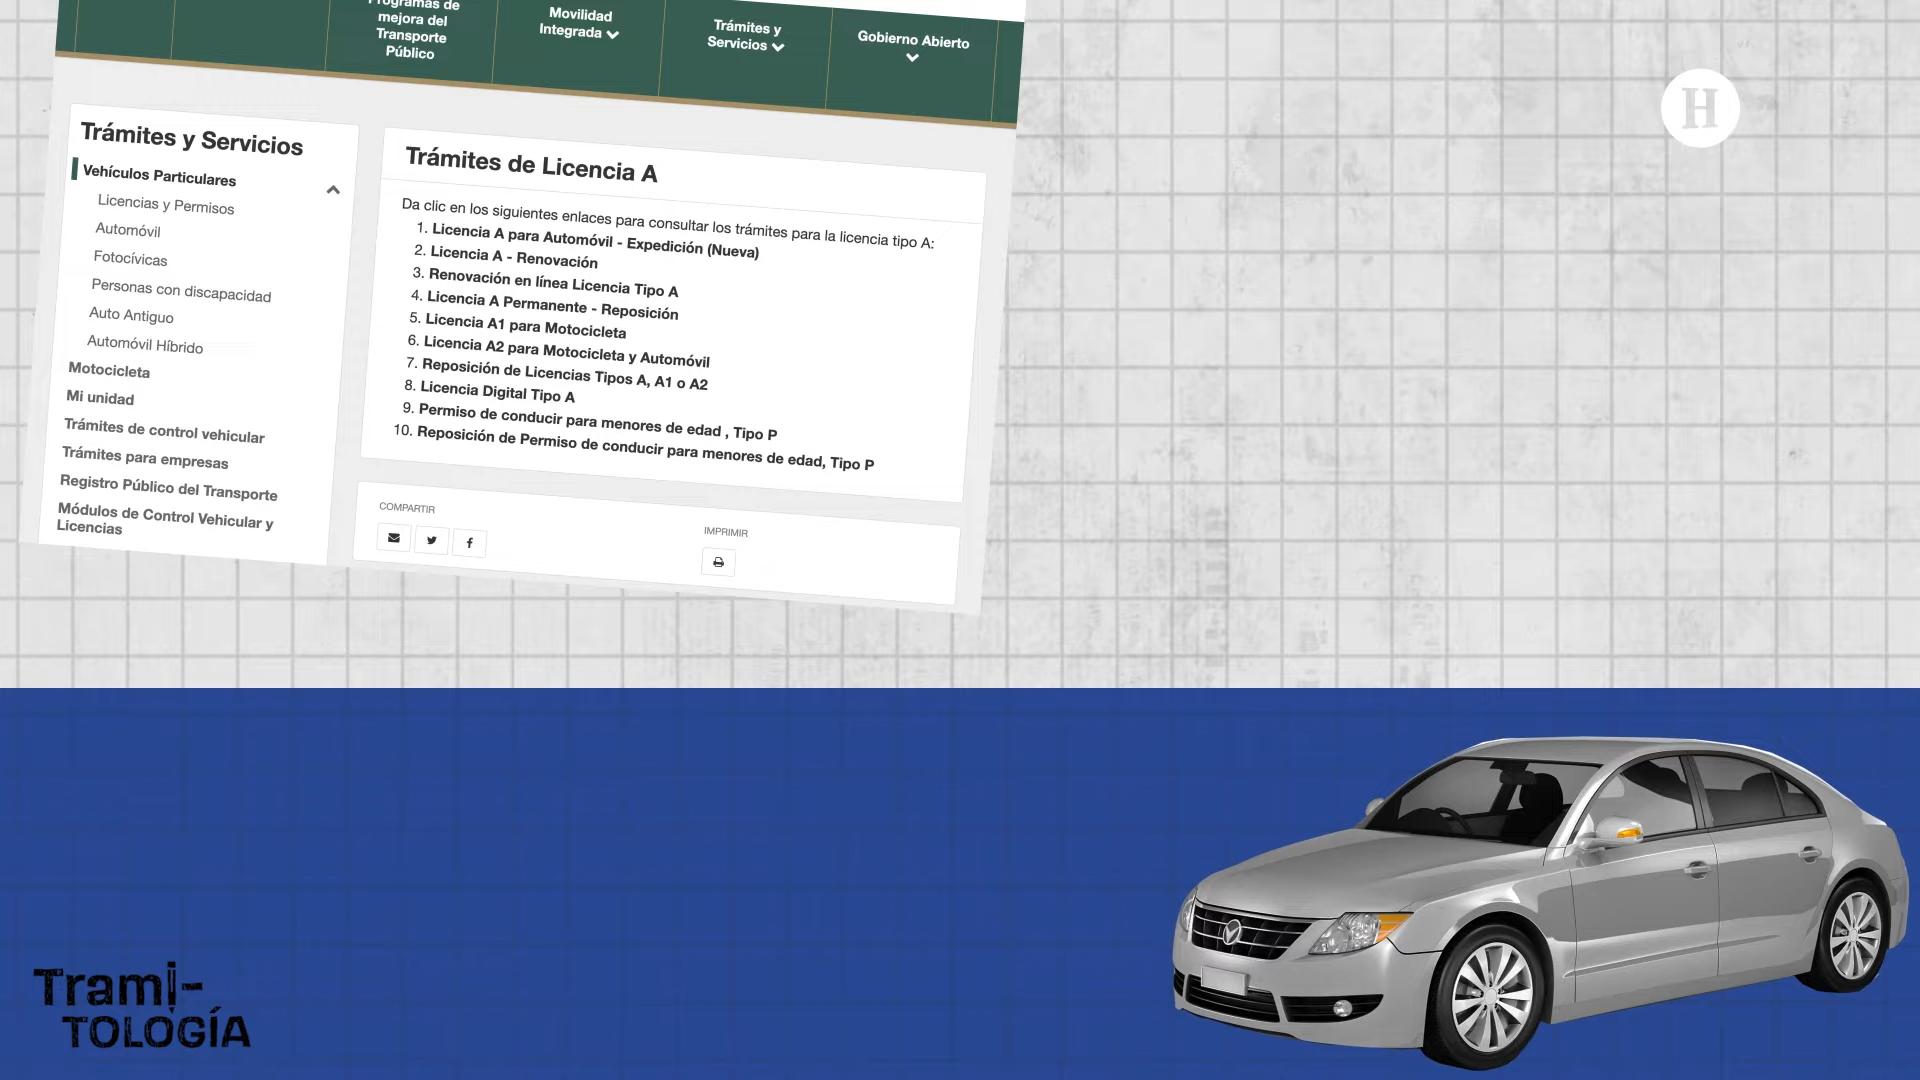 Programas de
mejora del
Transporte
Público
Movilidad
Integrada
Trámites y
Servicios
Gobierno Abierto
H
Trámites y Servicios
Vehículos Particulares
Licencias y Permisos
Automóvil
Fotocívicas
Personas con discapacidad
Auto Antiguo
Automóvil Híbrido
Motocicleta
Mi unidad
Trámites de control vehicular
Trámites para empresas
Registro Público del Transporte
Módulos de Control Vehicular y
Licencias
Trámites de Licencia A
Da clic en los siguientes enlaces para consultar los trámites para la licencia tipo A:
1. Licencia A para Automóvil - Expedición (Nueva)
2. Licencia A - Renovación
3. Renovación en línea Licencia Tipo A
4. Licencia A Permanente - Reposición
5. Licencia A1 para Motocicleta
6. Licencia A2 para Motocicleta y Automóvil
7. Reposición de Licencias Tipos A, A1 o A2
8. Licencia Digital Tipo A
9. Permiso de conducir para menores de edad , Tipo P
10. Reposición de Permiso de conducir para menores de edad, Tipo P
COMPARTIR
IMPRIMIR
Trami-
TOLOGÍA